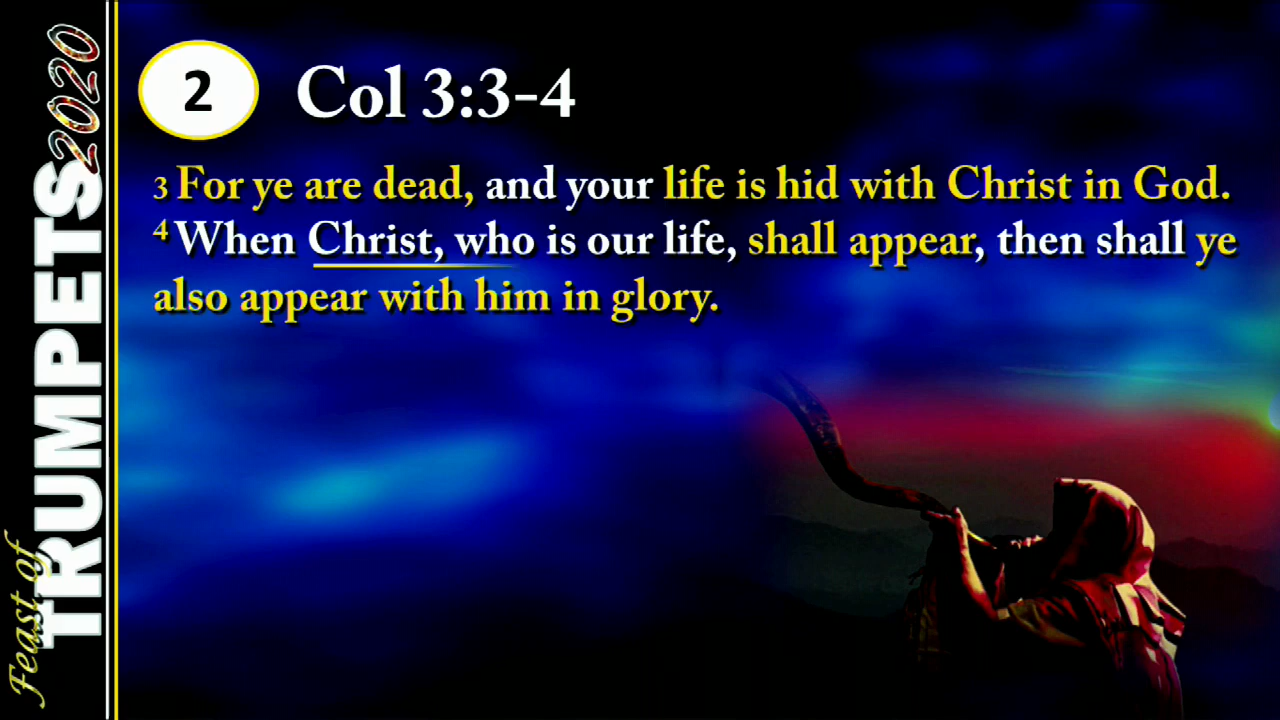 Feast of
TRUMPETS 2020
2 Col 3:3-4
3 For ye are dead, and your life is hid with Christ in God.
4 When Christ, who is our life, shall appear, then shall ye
also appear with him in glory.